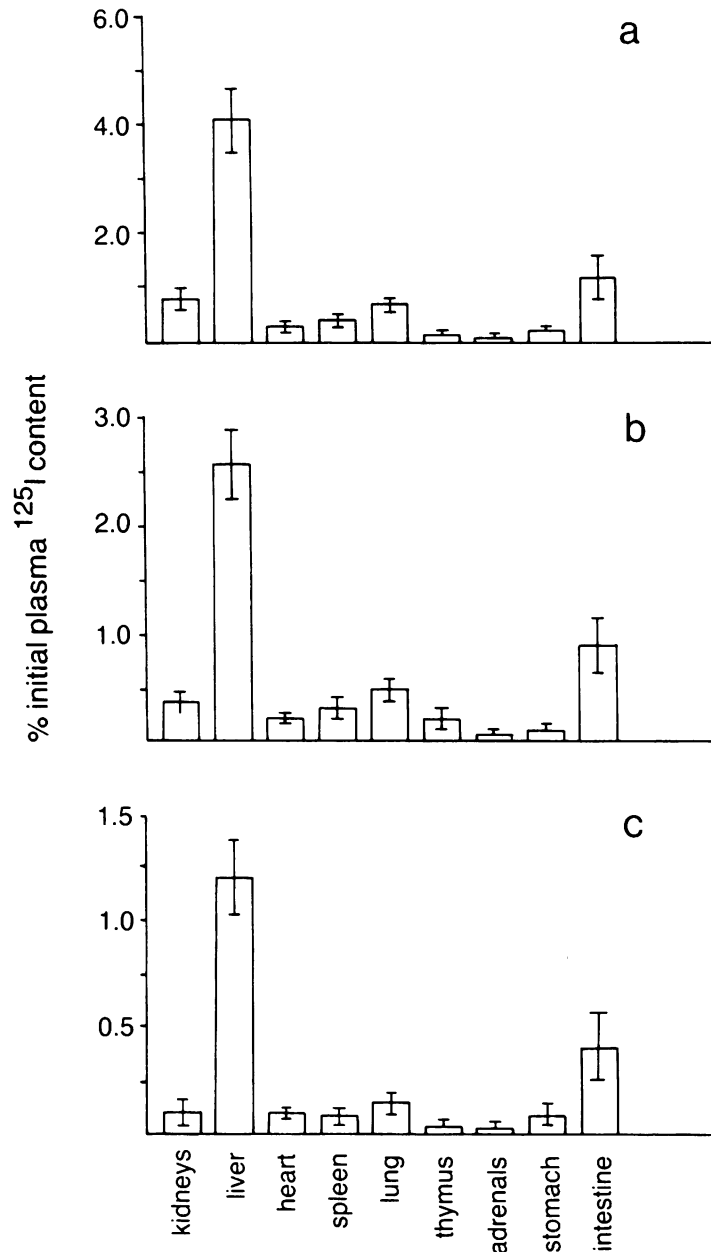 a
6.0
4.0
2.0
b
3.0
2.0
1.0
% initial plasma 125I content
c
1.5
1.0
0.5
kidneys
liver
heart
spleen
lung
thymus
adrenals
stomach
intestine